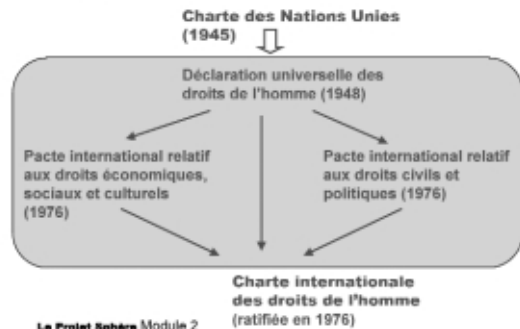 Charte des Nations Unies
(1945)
Déclaration universelle des
droits de l'homme (1948)
Pacte international relatif
aux droits économiques,
sociaux et culturels
(1976)
Pacte international relatif
aux droits civils et
politiques (1976)
Charte internationale
des droits de l'homme
(ratifiée en 1976)
Le Projet Sphère Module 2